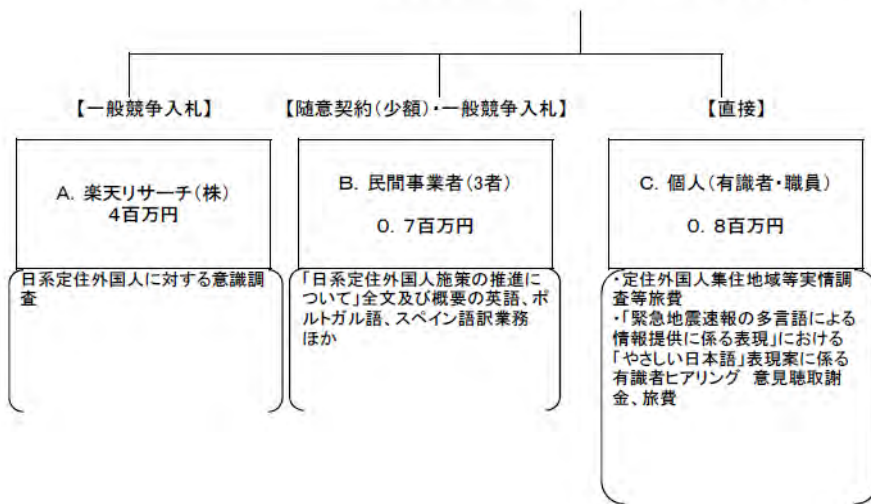 【一般競争入札】
【随意契約(少額)・一般競争入札】
【直接】
A. 楽天リサーチ(株)
4百万円
B. 民間事業者(3者)
0. 7百万円
C. 個人(有識者・職員)
0. 8百万円
日系定住外国人に対する意識調
査
「日系定住外国人施策の推進に
ついて」全文及び概要の英語、ポ
ルトガル語、スペイン語訳業務
ほか
・定住外国人集住地域等実情調
査等旅費
・「緊急地震速報の多言語による
情報提供に係る表現」における
「やさしい日本語」表現案に係る
有識者ヒアリング 意見聴取謝
金、旅費